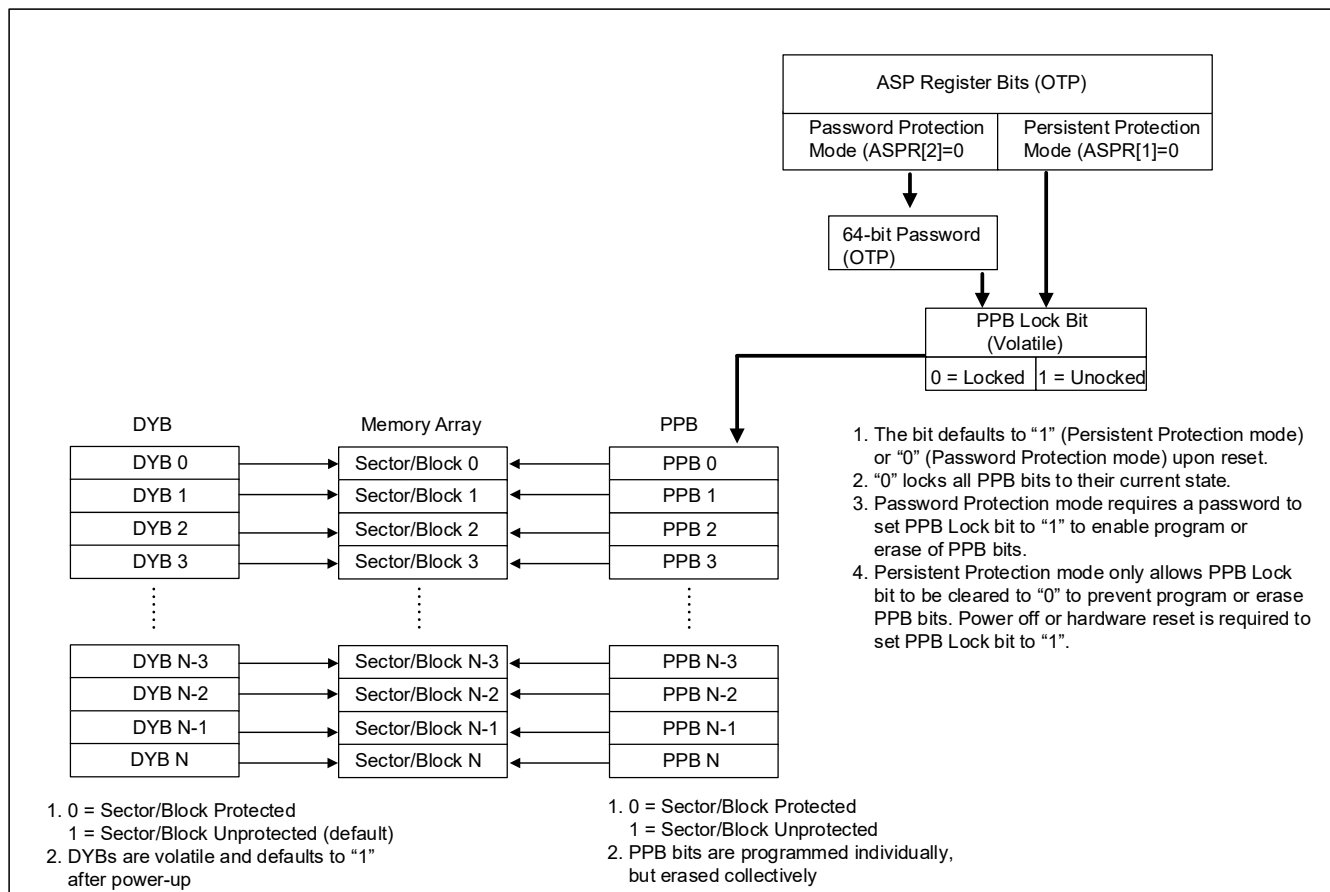 ASP Register Bits (OTP)
Password Protection
Mode (ASPR[2]=0
Persistent Protection
Mode (ASPR[1]=0
64-bit Password
(OTP)
PPB Lock Bit
(Volatile)
0 = Locked
1 = Unocked
1. The bit defaults to “1” (Persistent Protection mode)
or “0” (Password Protection mode) upon reset.
2. “0” locks all PPB bits to their current state.
3. Password Protection mode requires a password to
set PPB Lock bit to “1” to enable program or
erase of PPB bits.
4. Persistent Protection mode only allows PPB Lock
bit to be cleared to “0” to prevent program or erase
PPB bits. Power off or hardware reset is required to
set PPB Lock bit to “1”.
DYB
Memory Array
PPB
DYB 0
Sector/Block 0
PPB 0
DYB 1
Sector/Block 1
PPB 1
DYB 2
Sector/Block 2
PPB 2
DYB 3
Sector/Block 3
PPB 3
DYB N-3
Sector/Block N-3
PPB N-3
DYB N-2
Sector/Block N-2
PPB N-2
DYB N-1
Sector/Block N-1
PPB N-1
DYB N
Sector/Block N
PPB N
1. 0 = Sector/Block Protected
1 = Sector/Block Unprotected (default)
2. DYBs are volatile and defaults to “1”
after power-up
1. 0 = Sector/Block Protected
1 = Sector/Block Unprotected
2. PPB bits are programmed individually,
but erased collectively